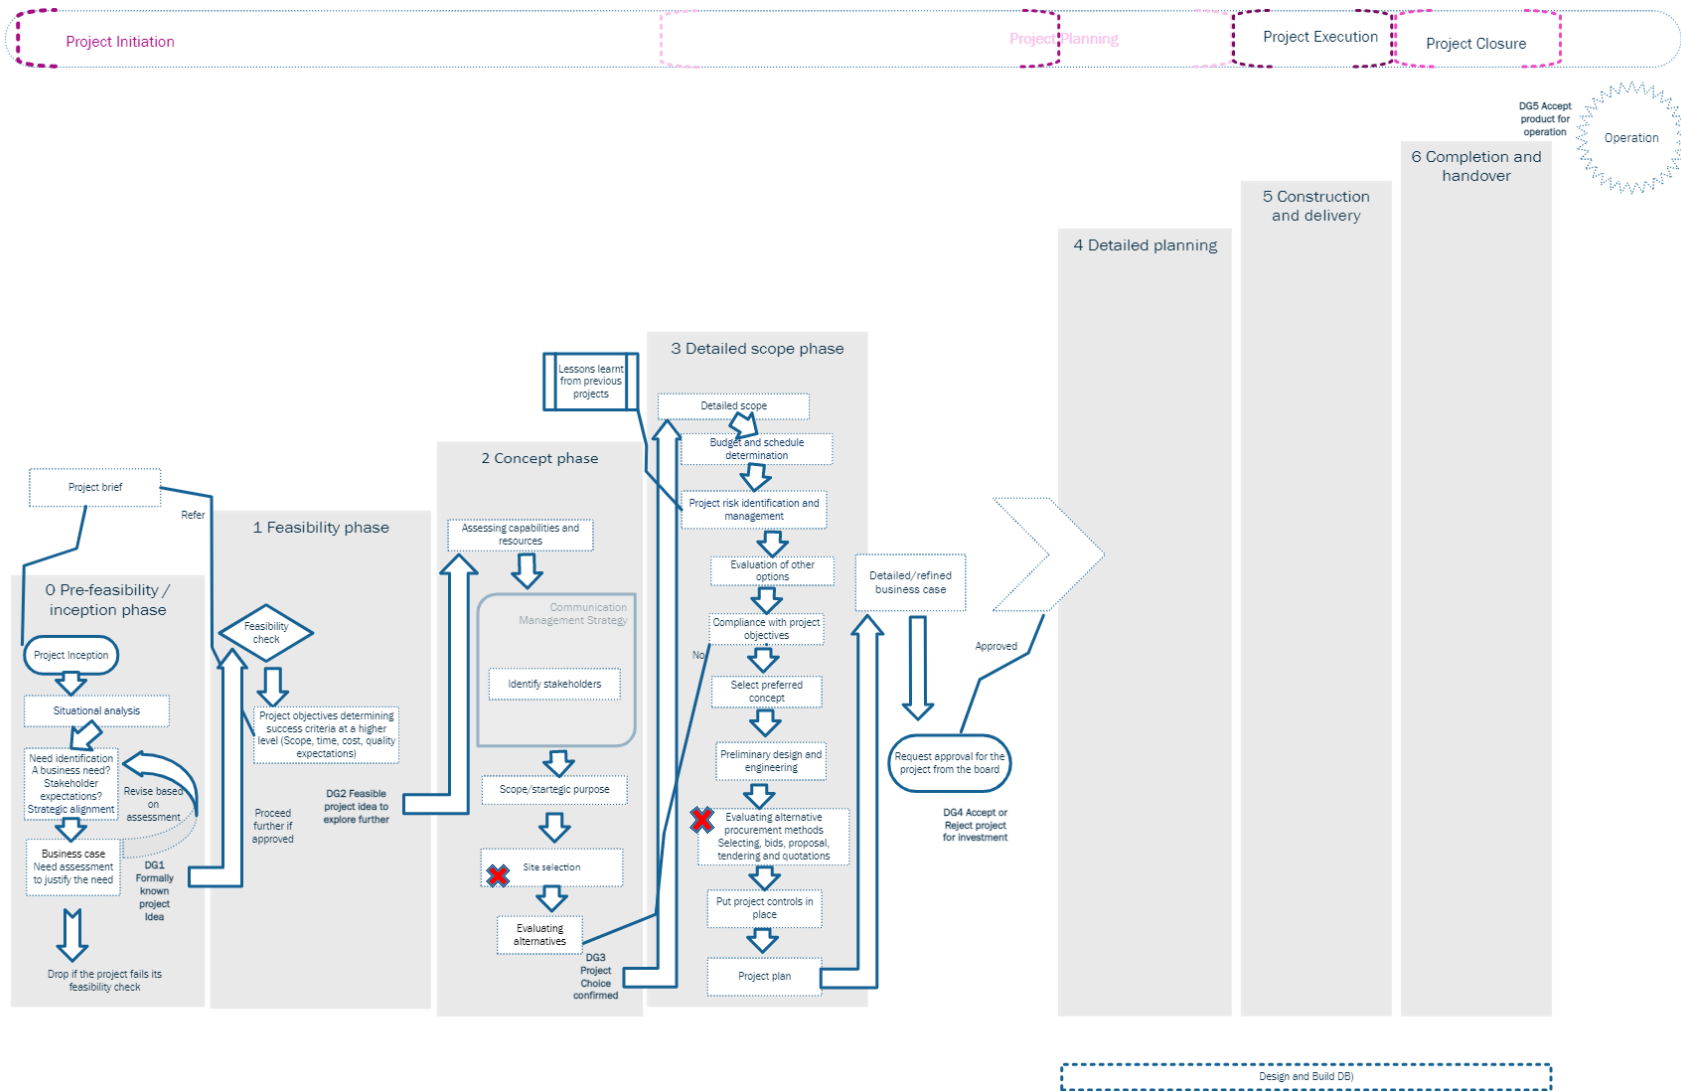 Project Initiation
Project Planning
Project Execution
Project Closure
DG5 Accept
product for
operation
Operation
6 Completion and
handover
5 Construction
and delivery
4 Detailed planning
3 Detailed scope phase
Lessons learnt
from previous
projects
Detailed scope
Budget and schedule
determination
Project risk identification and
management
Evaluation of other
options
Compliance with project
objectives
No
Select preferred
concept
Preliminary design and
engineering
Evaluating alternative
procurement methods
Selecting, bids, proposal,
tendering and quotations
Put project controls in
place
Project plan
Detailed/refined
business case
Approved
Request approval for the
project from the board
DG4 Accept or
Reject project
for investment
2 Concept phase
Assessing capabilities and
resources
Communication
Management Strategy
Identify stakeholders
Scope/startegic purpose
Site selection
Evaluating
alternatives
DG3
Project
Choice
confirmed
Project brief
Refer
1 Feasibility phase
Feasibility
check
Project objectives determining
success criteria at a higher
level (Scope, time, cost, quality
expectations)
DG2 Feasible
project idea to
explore further
Proceed
further if
approved
0 Pre-feasibility /
inception phase
Project Inception
Situational analysis
Need identification
A business need?
Stakeholder
expectations?
Strategic alignment
Revise based
on
assessment
Business case
Need assessment
to justify the need
DG1
Formally
known
project
Idea
Drop if the project fails its
feasibility check
Design and Build DB)